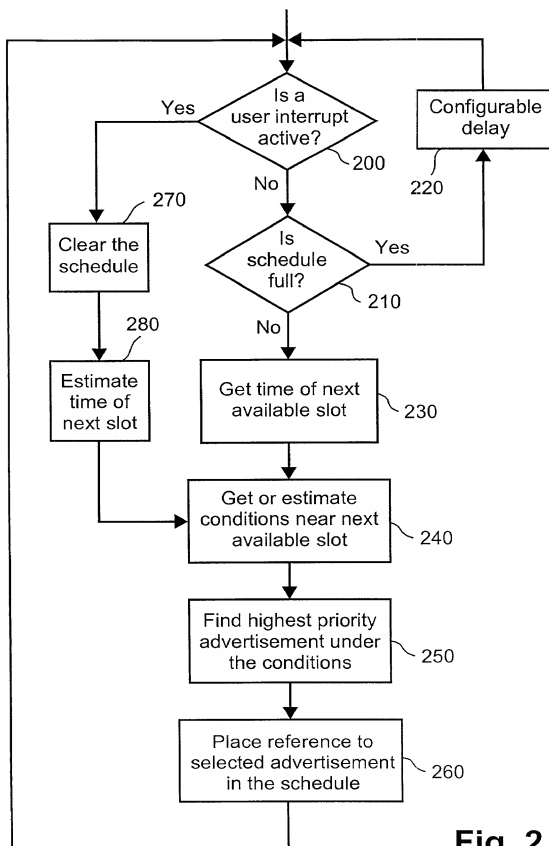 Is a
user interrupt
active?
200
Yes
No
Configurable
delay
220
270
Clear the
schedule
Is
schedule
full?
210
Yes
No
280
Estimate
time of
next slot
Get time of next
available slot
230
Get or estimate
conditions near next
available slot
240
Find highest priority
advertisement under
the conditions
250
Place reference to
selected advertisement
in the schedule
260
Fig. 2